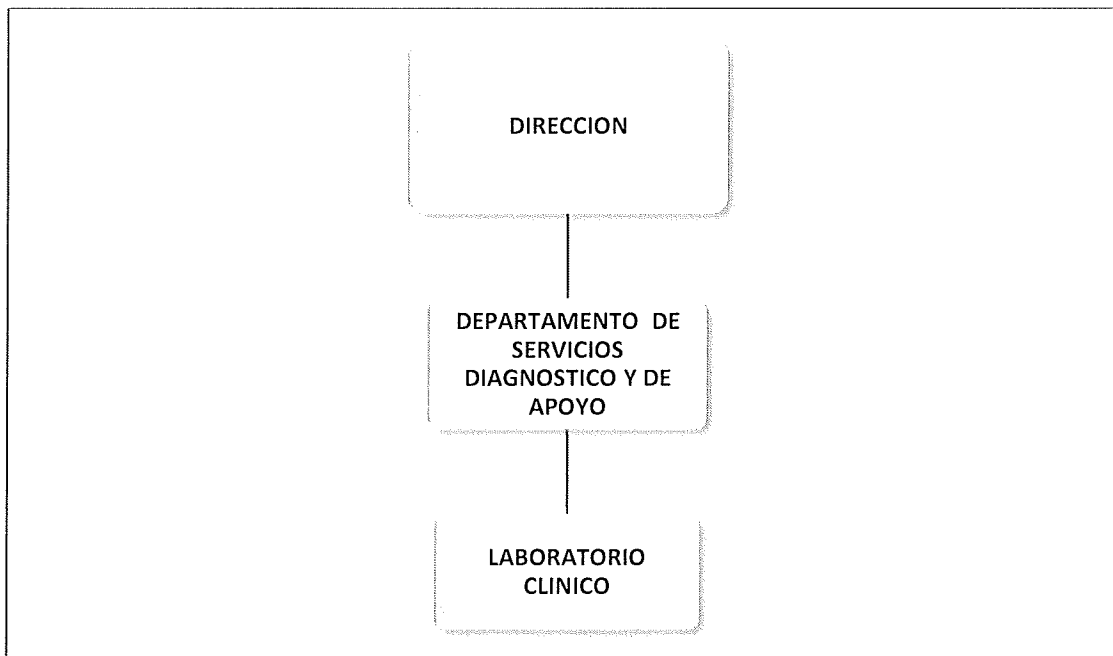 DIRECCION
DEPARTAMENTO DE
SERVICIOS
DIAGNOSTICO Y DE
APOYO
LABORATORIO
CLINICO